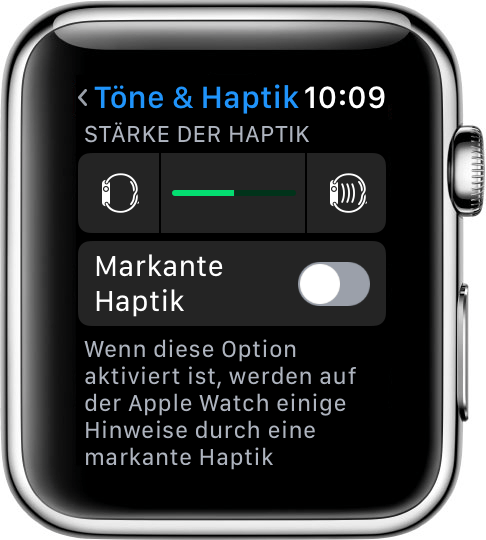 Töne & Haptik 10:09
STÄRKE DER HAPTIK
Markante
Haptik
Wenn diese Option
aktiviert ist, werden auf
der Apple Watch einige
Hinweise durch eine
markante Haptik